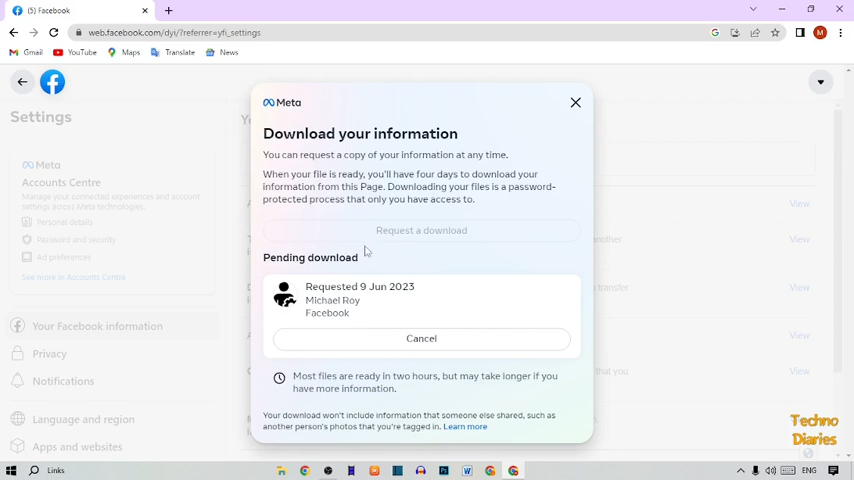 (5) Facebook
web.facebook.com/dyi/?referrer=yfi_settings
Gmail
YouTube
Maps
Translate
News
M
Settings
Meta
Accounts Centre
Manage your connected experiences and account
settings across Meta technologies.
Personal details
Password and security
Ad preferences
See more in Accounts Centre
Your Facebook information
Privacy
Notifications
Language and region
Apps and websites
Meta
Download your information
You can request a copy of your information at any time.
When your file is ready, you'll have four days to download your
information from this Page. Downloading your files is a password-
protected process that only you have access to.
Request a download
Pending download
Requested 9 Jun 2023
Michael Roy
Facebook
Cancel
Most files are ready in two hours, but may take longer if you
have more information.
Your download won't include information that someone else shared, such as
another person's photos that you're tagged in. Learn more
View
another
View
transfer
View
View
that you
View
Techno
Diaries
Links
ENG